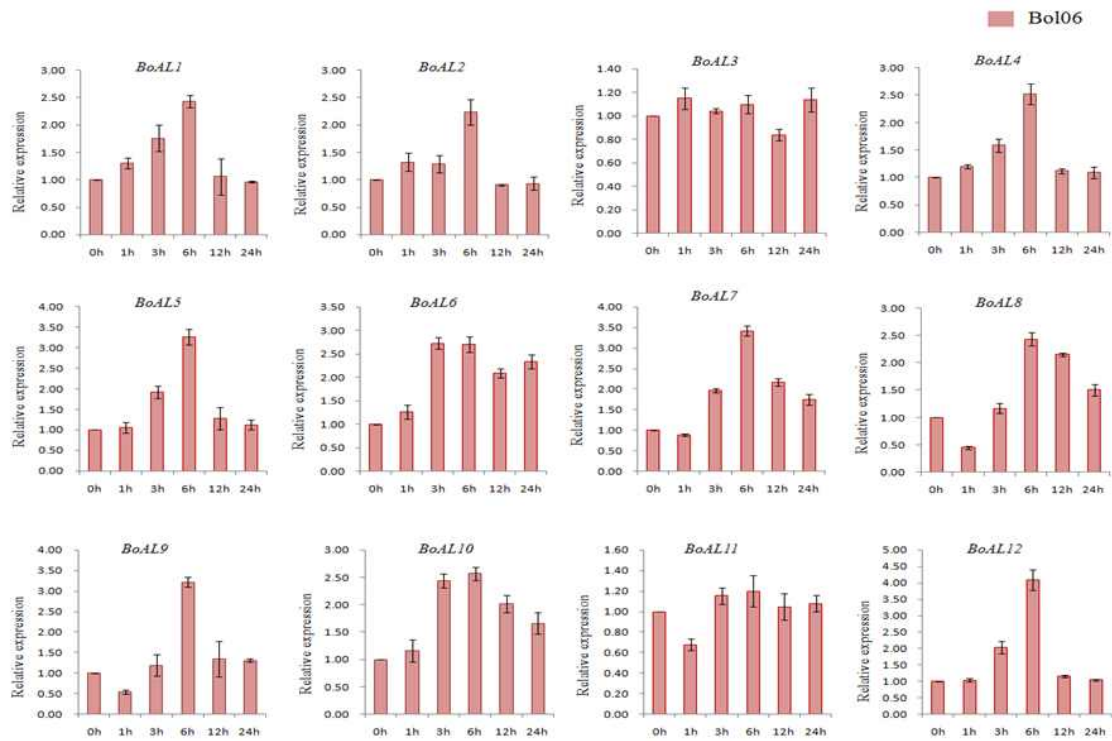 Bol06
BoAL1
Relative expression
3.00
2.50
2.00
1.50
1.00
0.50
0.00
0h 1h 3h 6h 12h 24h
BoAL2
Relative expression
3.00
2.50
2.00
1.50
1.00
0.50
0.00
0h 1h 3h 6h 12h 24h
BoAL3
Relative expression
1.40
1.20
1.00
0.80
0.60
0.40
0.20
0.00
0h 1h 3h 6h 12h 24h
BoAL4
Relative expression
3.00
2.50
2.00
1.50
1.00
0.50
0.00
0h 1h 3h 6h 12h 24h
BoAL5
Relative expression
4.00
3.50
3.00
2.50
2.00
1.50
1.00
0.50
0.00
0h 1h 3h 6h 12h 24h
BoAL6
Relative expression
3.50
3.00
2.50
2.00
1.50
1.00
0.50
0.00
0h 1h 3h 6h 12h 24h
BoAL7
Relative expression
4.00
3.50
3.00
2.50
2.00
1.50
1.00
0.50
0.00
0h 1h 3h 6h 12h 24h
BoAL8
Relative expression
3.00
2.50
2.00
1.50
1.00
0.50
0.00
0h 1h 3h 6h 12h 24h
BoAL9
Relative expression
4.00
3.50
3.00
2.50
2.00
1.50
1.00
0.50
0.00
0h 1h 3h 6h 12h 24h
BoAL10
Relative expression
3.00
2.50
2.00
1.50
1.00
0.50
0.00
0h 1h 3h 6h 12h 24h
BoAL11
Relative expression
1.60
1.40
1.20
1.00
0.80
0.60
0.40
0.20
0.00
0h 1h 3h 6h 12h 24h
BoAL12
Relative expression
5.00
4.50
4.00
3.50
3.00
2.50
2.00
1.50
1.00
0.50
0.00
0h 1h 3h 6h 12h 24h